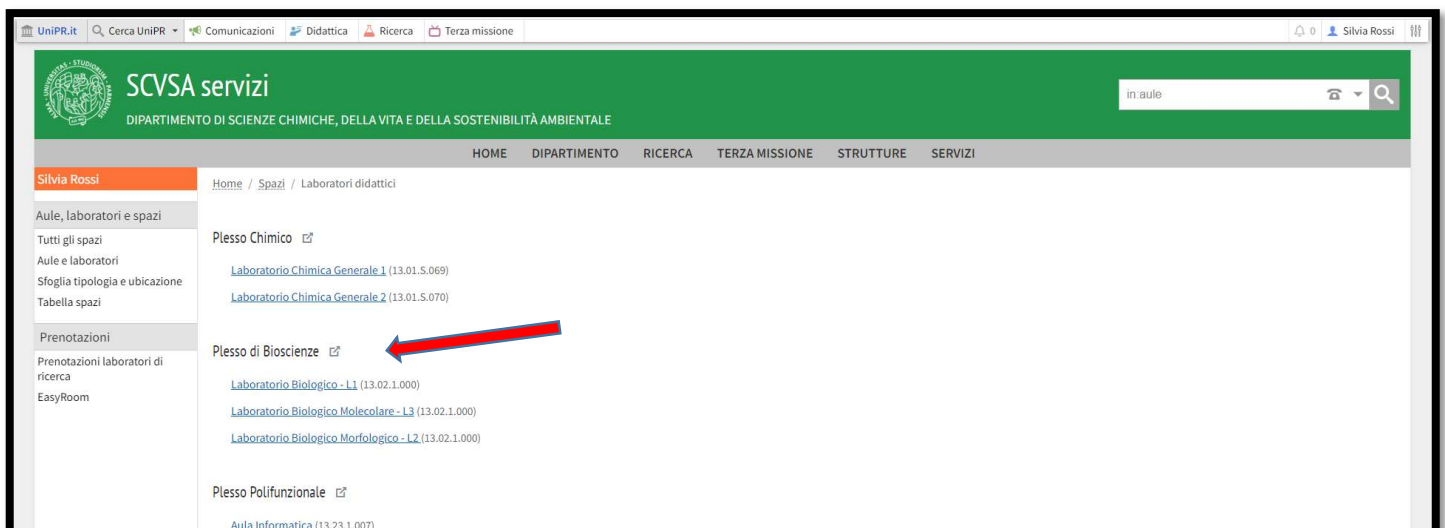 UniPR.it Cerca UniPR Comunicazioni Didattica Ricerca Terza missione 0 Silvia Rossi
SCVSA servizi
in:aule
DIPARTIMENTO DI SCIENZE CHIMICHE, DELLA VITA E DELLA SOSTENIBILITÀ AMBIENTALE
HOME DIPARTIMENTO RICERCA TERZA MISSIONE STRUTTURE SERVIZI
Silvia Rossi
Aule, laboratori e spazi
Tutti gli spazi
Aule e laboratori
Sfoglia tipologia e ubicazione
Tabella spazi
Prenotazioni
Prenotazioni laboratori di
ricerca
EasyRoom
Home / Spazi / Laboratori didattici
Plesso Chimico
Laboratorio Chimica Generale 1 (13.01.S.069)
Laboratorio Chimica Generale 2 (13.01.S.070)
Plesso di Bioscienze
Laboratorio Biologico - L1 (13.02.1.000)
Laboratorio Biologico Molecolare - L3 (13.02.1.000)
Laboratorio Biologico Morfologico - L2 (13.02.1.000)
Plesso Polifunzionale
Aula Informatica (13.23.1.007)